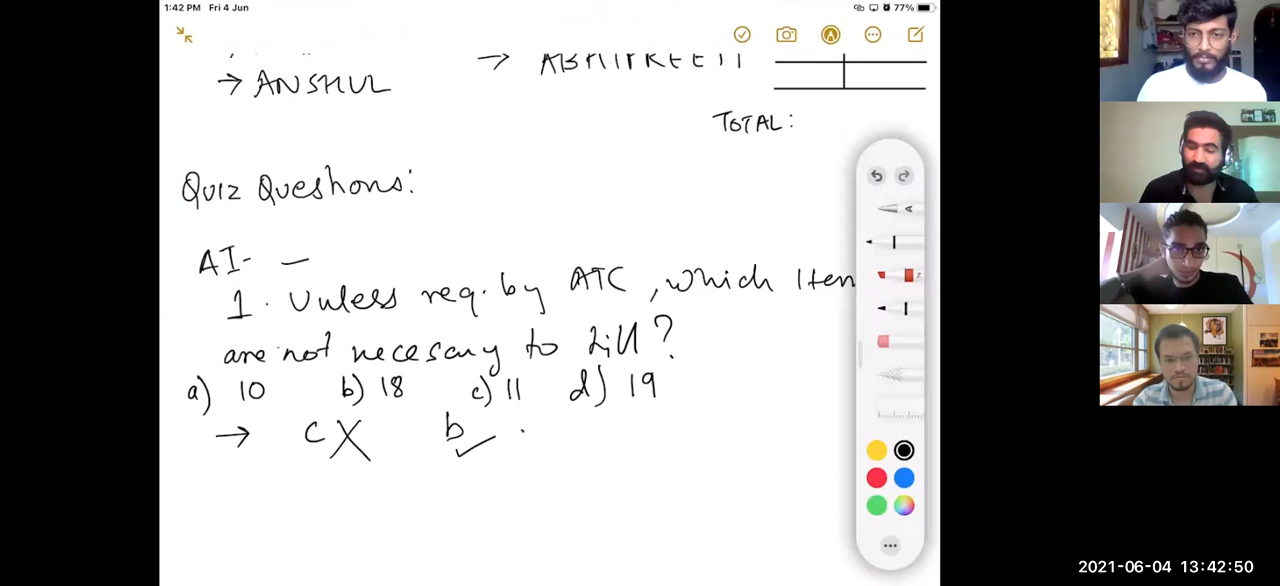 1:42 PM Fri 4 Jun
77%
→ ANSHUL
→ ABHIPREET
TOTAL:
Quiz Questions:
AI- —
1. Unless req. by ATC, which Item
are not necesary to fill?
a) 10 b) 18 c) 11 d) 19
→ c X b ✓.
2021-06-04 13:42:50